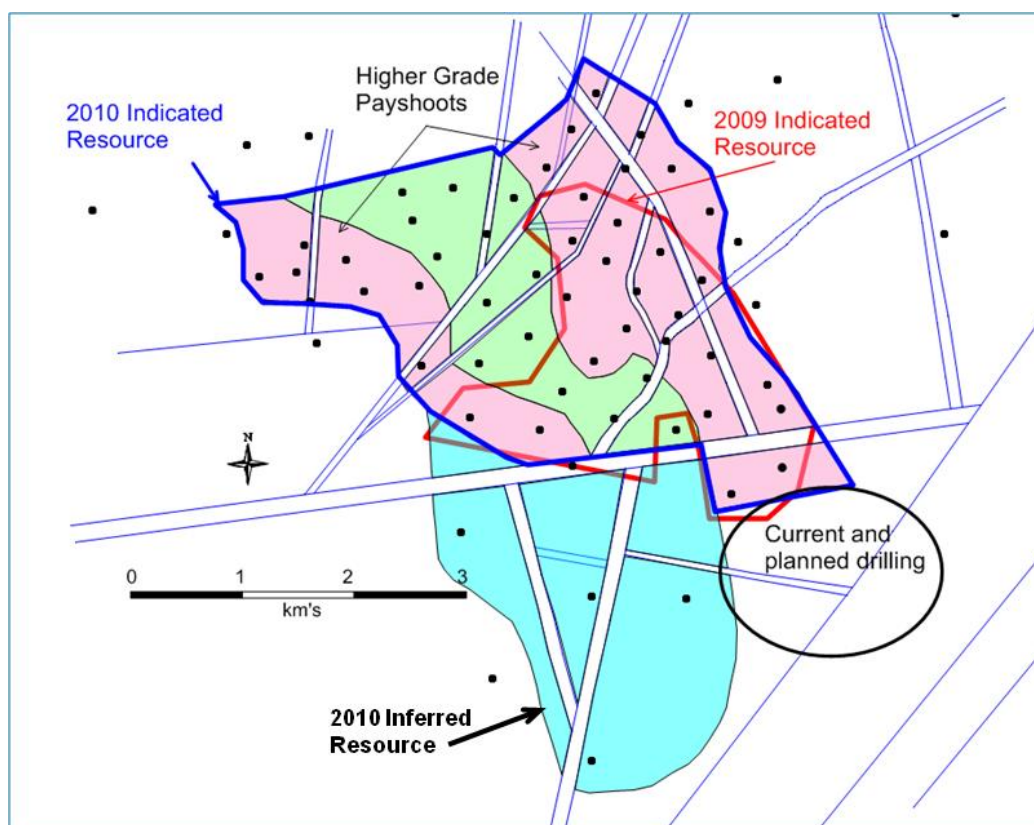 Higher Grade
Payshoots
2010 Indicated
Resource
2009 Indicated
Resource
N
Current and
planned drilling
0 1 2 3
km's
2010 Inferred
Resource